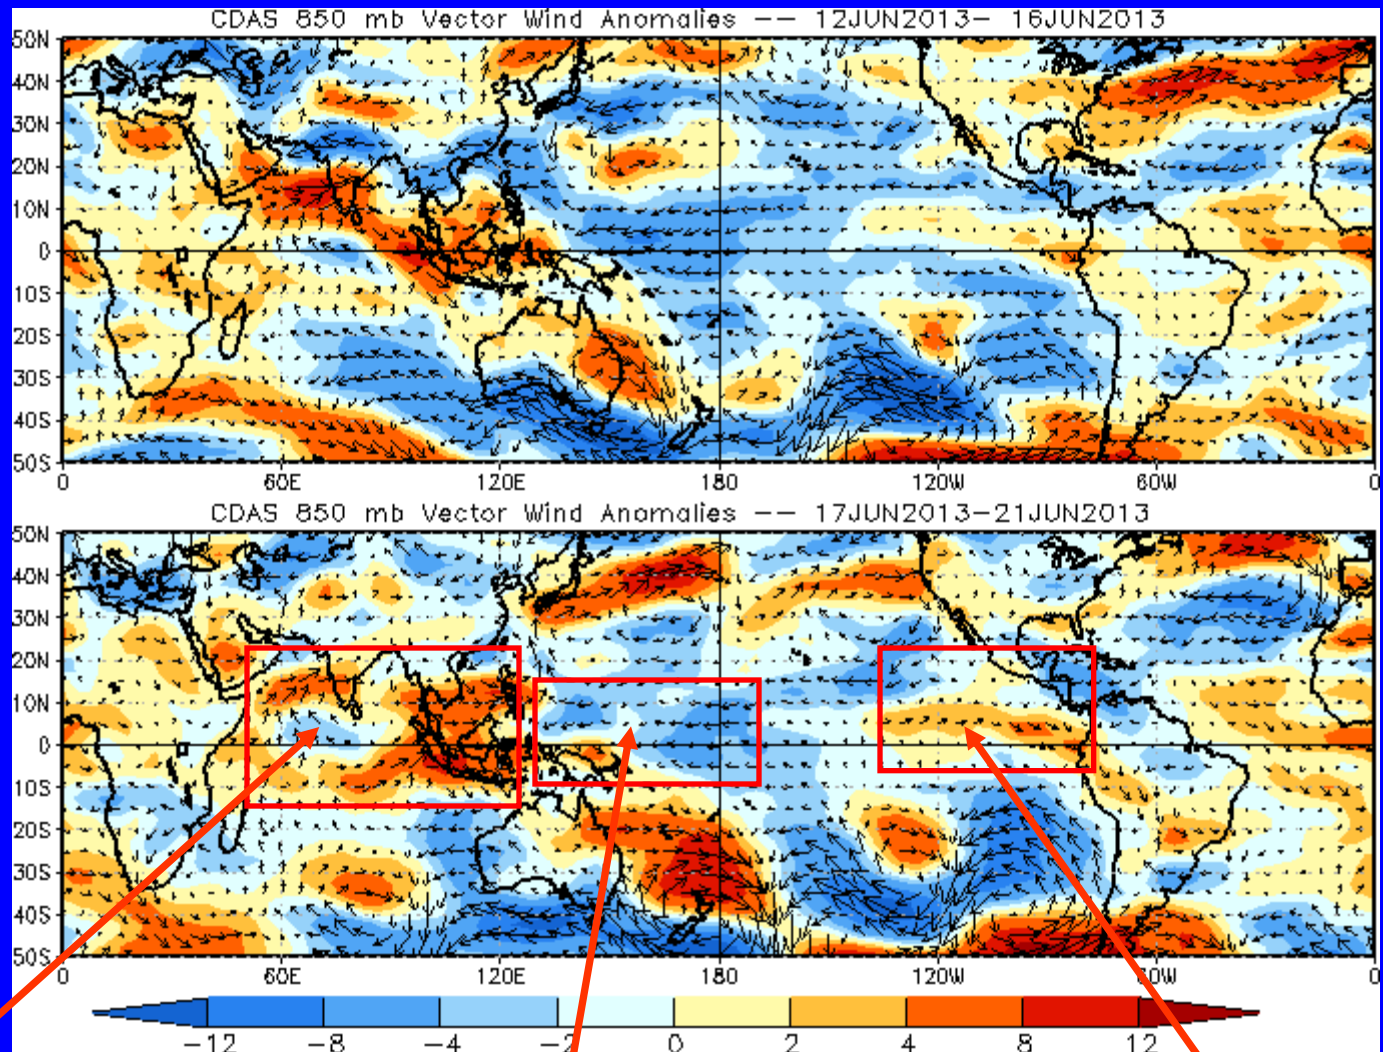 CDAS 850 mb Vector Wind Anomalies -- 12JUN2013- 16JUN2013
50N
40N
30N
20N
10N
0
10S
20S
30S
40S
50S
0 60E 120E 180 120W 60W 0
CDAS 850 mb Vector Wind Anomalies -- 17JUN2013-21JUN2013
50N
40N
30N
20N
10N
0
10S
20S
30S
40S
50S
0 60E 120E 180 120W 60W 0
-12 -8 -4 -2 0 2 4 8 12